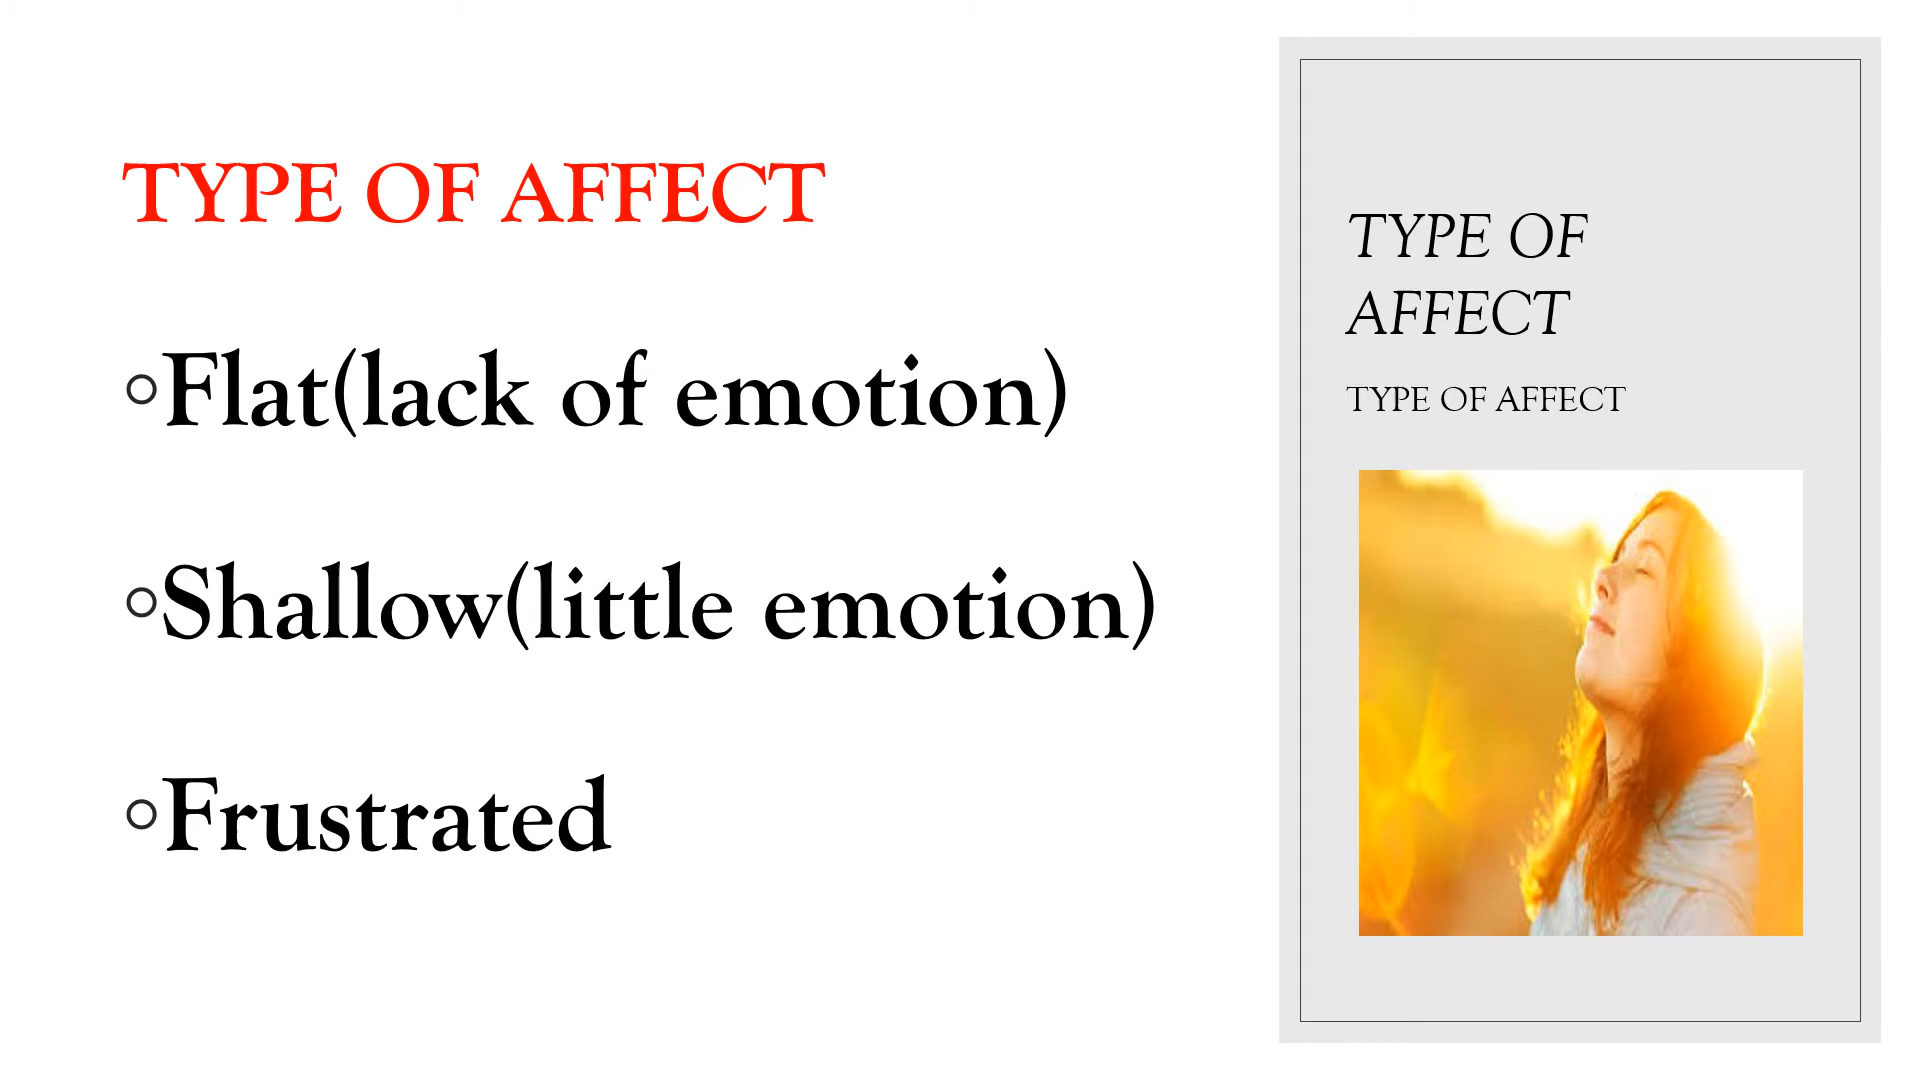 TYPE OF AFFECT
◦Flat(lack of emotion)
◦Shallow(little emotion)
◦Frustrated
TYPE OF
AFFECT
TYPE OF AFFECT